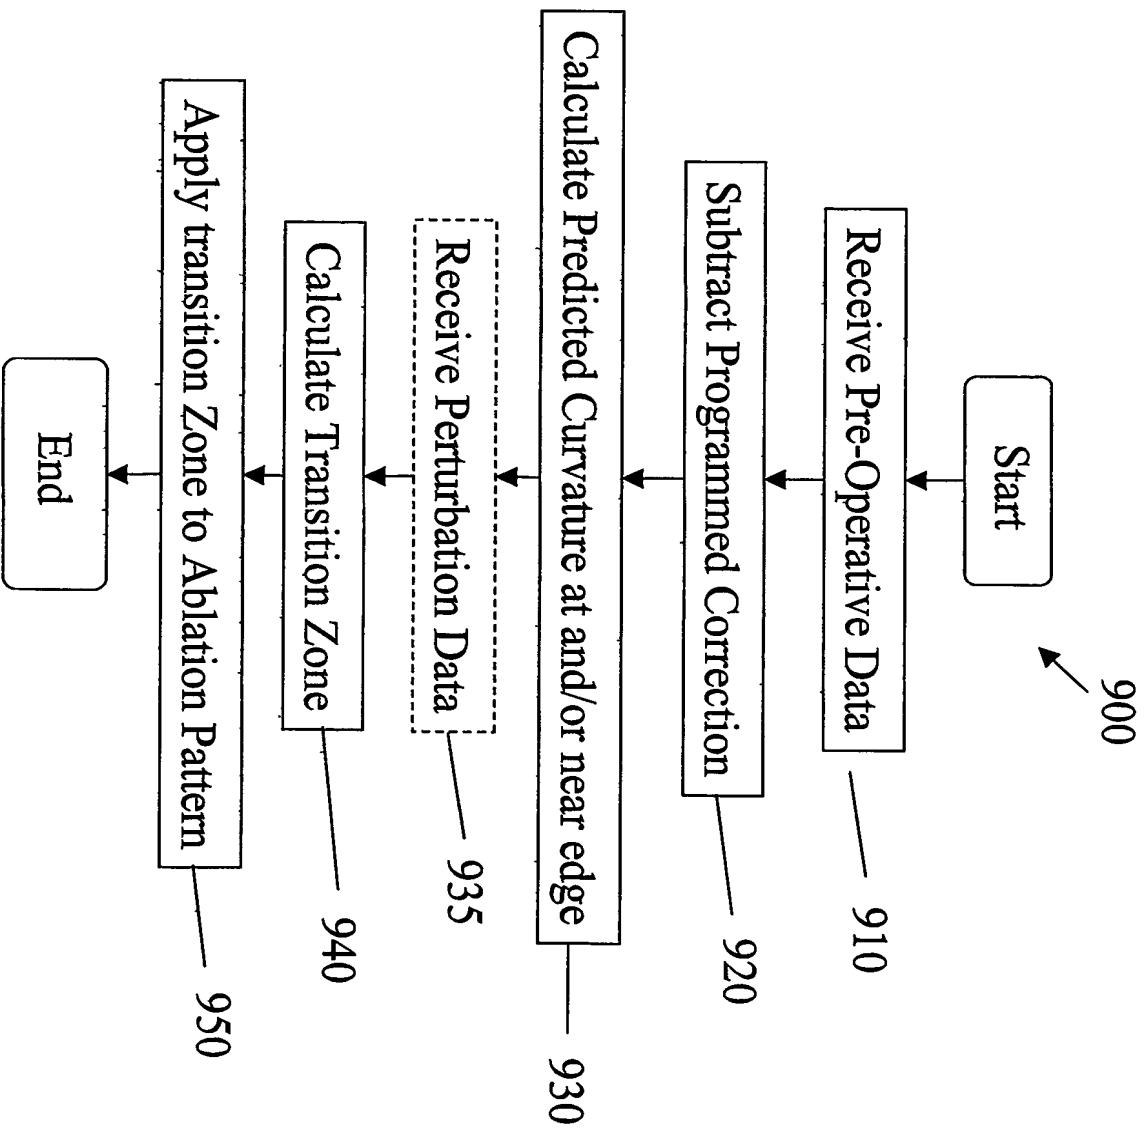 900
Start
Receive Pre-Operative Data
910
Subtract Programmed Correction
920
Calculate Predicted Curvature at and/or near edge
930
Receive Perturbation Data
935
Calculate Transition Zone
940
Apply transition Zone to Ablation Pattern
950
End